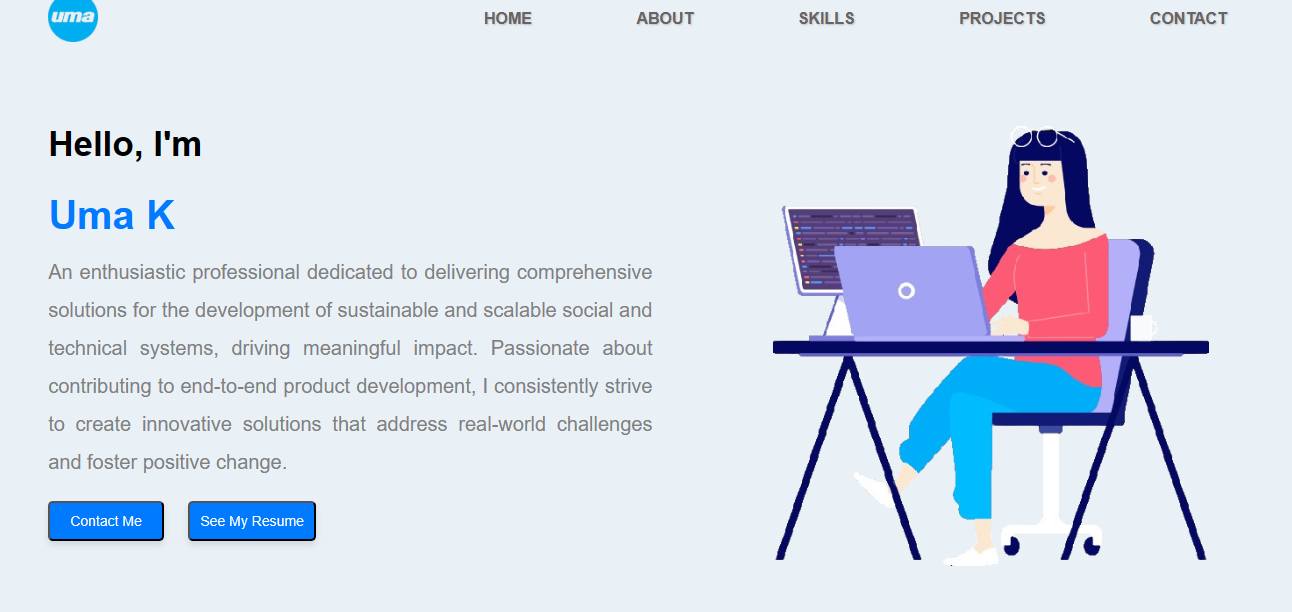 uma
HOME ABOUT SKILLS PROJECTS CONTACT
Hello, I'm
Uma K
An enthusiastic professional dedicated to delivering comprehensive
solutions for the development of sustainable and scalable social and
technical systems, driving meaningful impact. Passionate about
contributing to end-to-end product development, I consistently strive
to create innovative solutions that address real-world challenges
and foster positive change.
Contact Me See My Resume